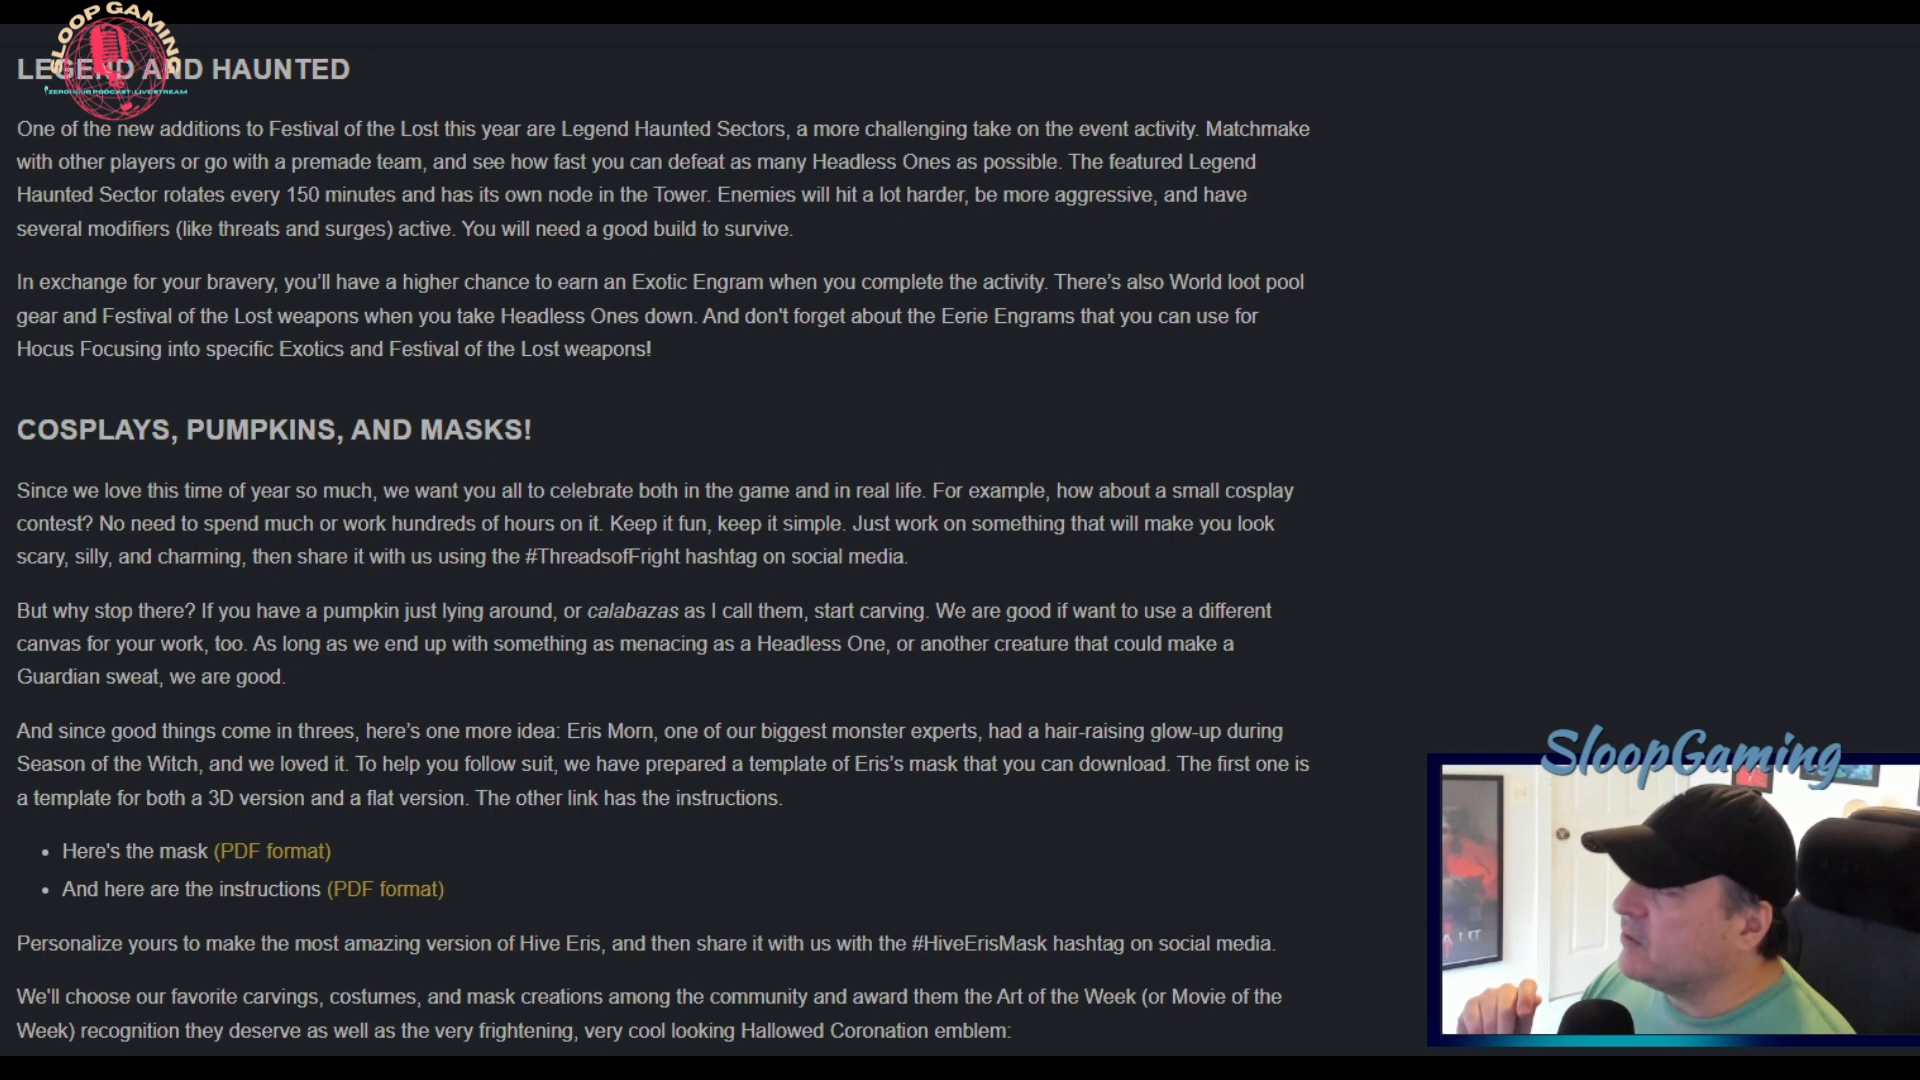 SLOOP GAMING
ZEROHOUR PODCAST: LIVE STREAM
LEGEND AND HAUNTED
One of the new additions to Festival of the Lost this year are Legend Haunted Sectors, a more challenging take on the event activity. Matchmake
with other players or go with a premade team, and see how fast you can defeat as many Headless Ones as possible. The featured Legend
Haunted Sector rotates every 150 minutes and has its own node in the Tower. Enemies will hit a lot harder, be more aggressive, and have
several modifiers (like threats and surges) active. You will need a good build to survive.
In exchange for your bravery, you’ll have a higher chance to earn an Exotic Engram when you complete the activity. There’s also World loot pool
gear and Festival of the Lost weapons when you take Headless Ones down. And don't forget about the Eerie Engrams that you can use for
Hocus Focusing into specific Exotics and Festival of the Lost weapons!
COSPLAYS, PUMPKINS, AND MASKS!
Since we love this time of year so much, we want you all to celebrate both in the game and in real life. For example, how about a small cosplay
contest? No need to spend much or work hundreds of hours on it. Keep it fun, keep it simple. Just work on something that will make you look
scary, silly, and charming, then share it with us using the #ThreadsofFright hashtag on social media.
But why stop there? If you have a pumpkin just lying around, or calabazas as I call them, start carving. We are good if want to use a different
canvas for your work, too. As long as we end up with something as menacing as a Headless One, or another creature that could make a
Guardian sweat, we are good.
And since good things come in threes, here’s one more idea: Eris Morn, one of our biggest monster experts, had a hair-raising glow-up during
Season of the Witch, and we loved it. To help you follow suit, we have prepared a template of Eris’s mask that you can download. The first one is
a template for both a 3D version and a flat version. The other link has the instructions.
• Here's the mask (PDF format)
• And here are the instructions (PDF format)
Personalize yours to make the most amazing version of Hive Eris, and then share it with us with the #HiveErisMask hashtag on social media.
We'll choose our favorite carvings, costumes, and mask creations among the community and award them the Art of the Week (or Movie of the
Week) recognition they deserve as well as the very frightening, very cool looking Hallowed Coronation emblem:
SloopGaming